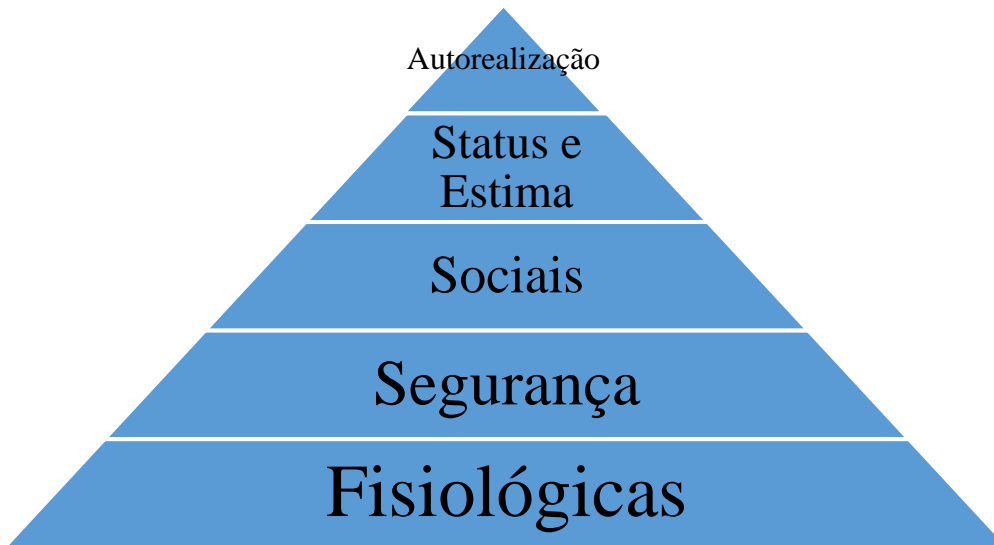 Autorealização
Status e
Estima
Sociais
Segurança
Fisiológicas